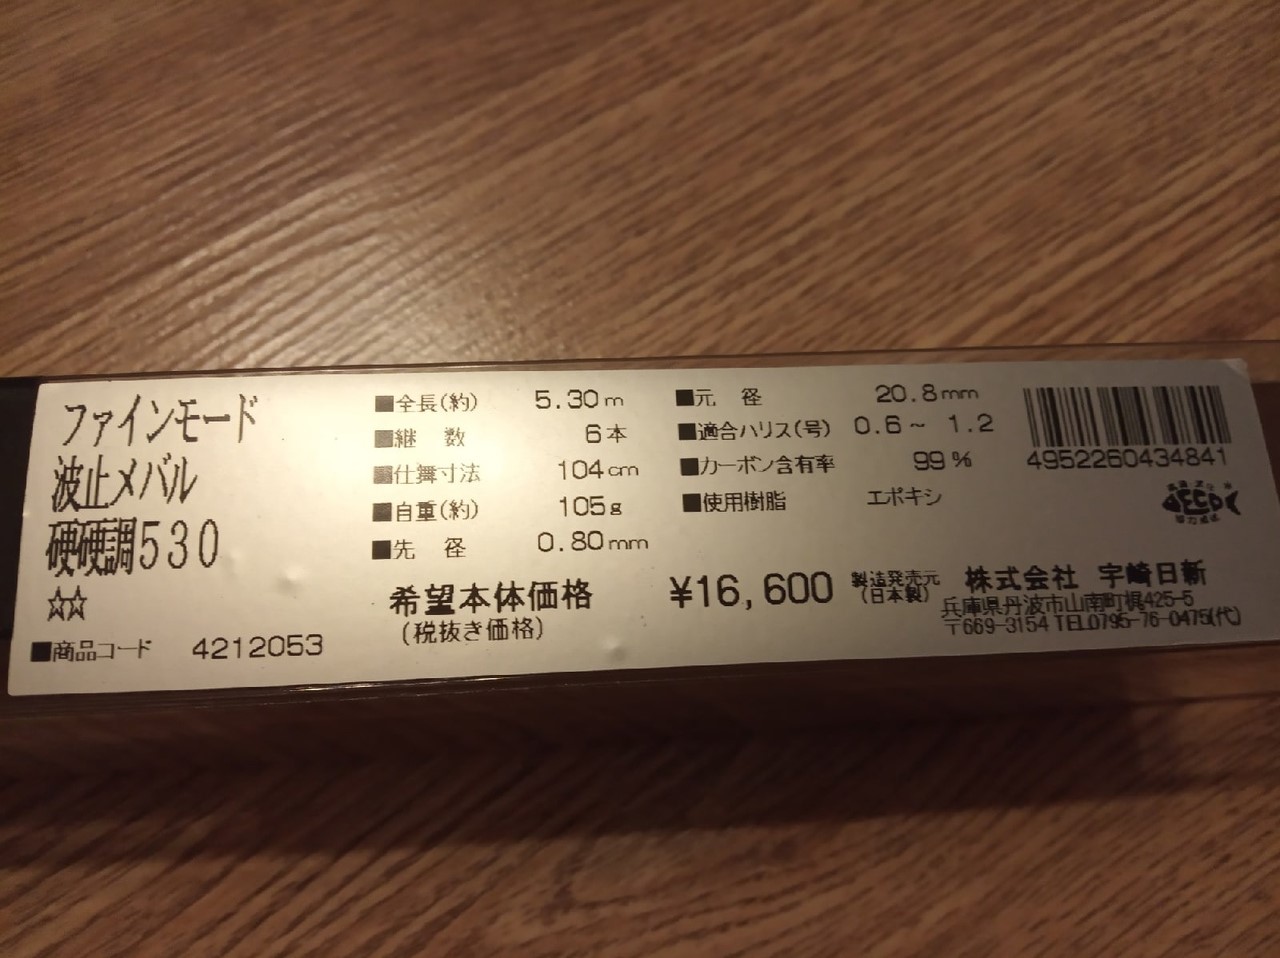 ファインモード
波止メバル
硬硬調530
☆☆
■商品コード 4212053
■全長(約) 5.30m
■継 数 6本
■仕舞寸法 104cm
■自重(約) 105g
■先 径 0.80mm
■元 径 20.8mm
■適合ハリス(号) 0.6～ 1.2
■カーボン含有率 99%
■使用樹脂 エポキシ
希望本体価格 ¥16,600
(税抜き価格)
製造発売元
(日本製)
株式会社 宇崎日新
兵庫県丹波市山南町梶425-5
〒669-3154 TEL0795-76-0475(代)
4952260434841
ECO